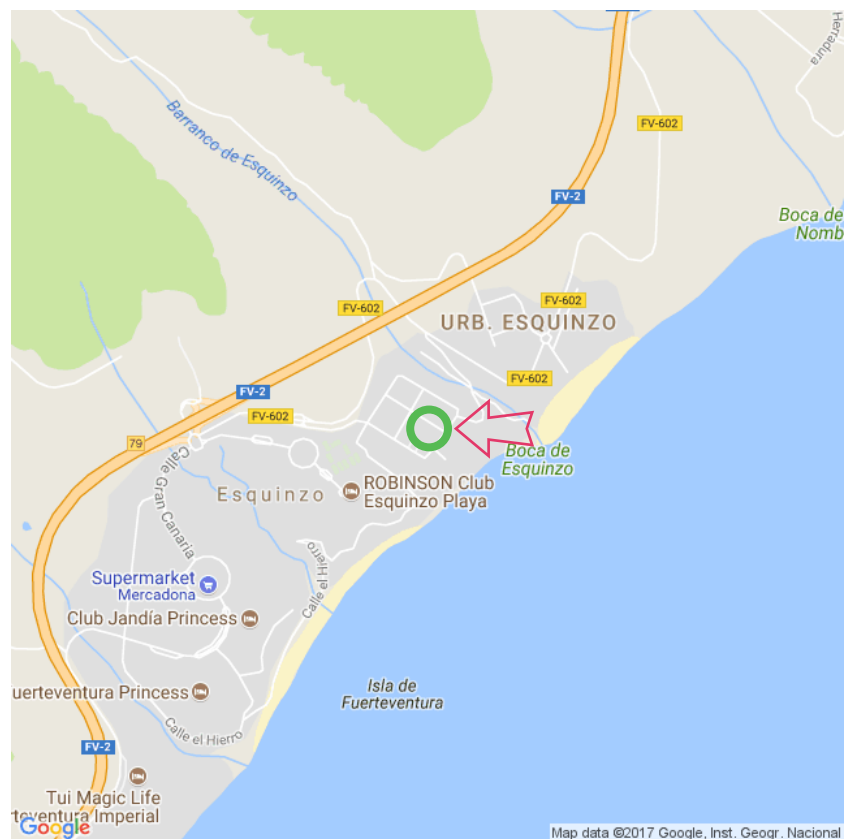 Herradura
FV-602
Barranco de Esquinzo
FV-2
Boca de
Nomb
FV-602
FV-602
URB. ESQUINZO
FV-602
FV-2
FV-602
79
Calle Gran Canaria
Boca de
Esquinzo
ROBINSON Club
Esquinzo Playa
Esquinzo
Calle el Hierro
Supermarket
Mercadona
Club Jandía Princess
Isla de
Fuerteventura
uerteventura Princess
Calle el Hierro
FV-2
Tui Magic Life
rteventura Imperial
Google
Map data ©2017 Google, Inst. Geogr. Nacional